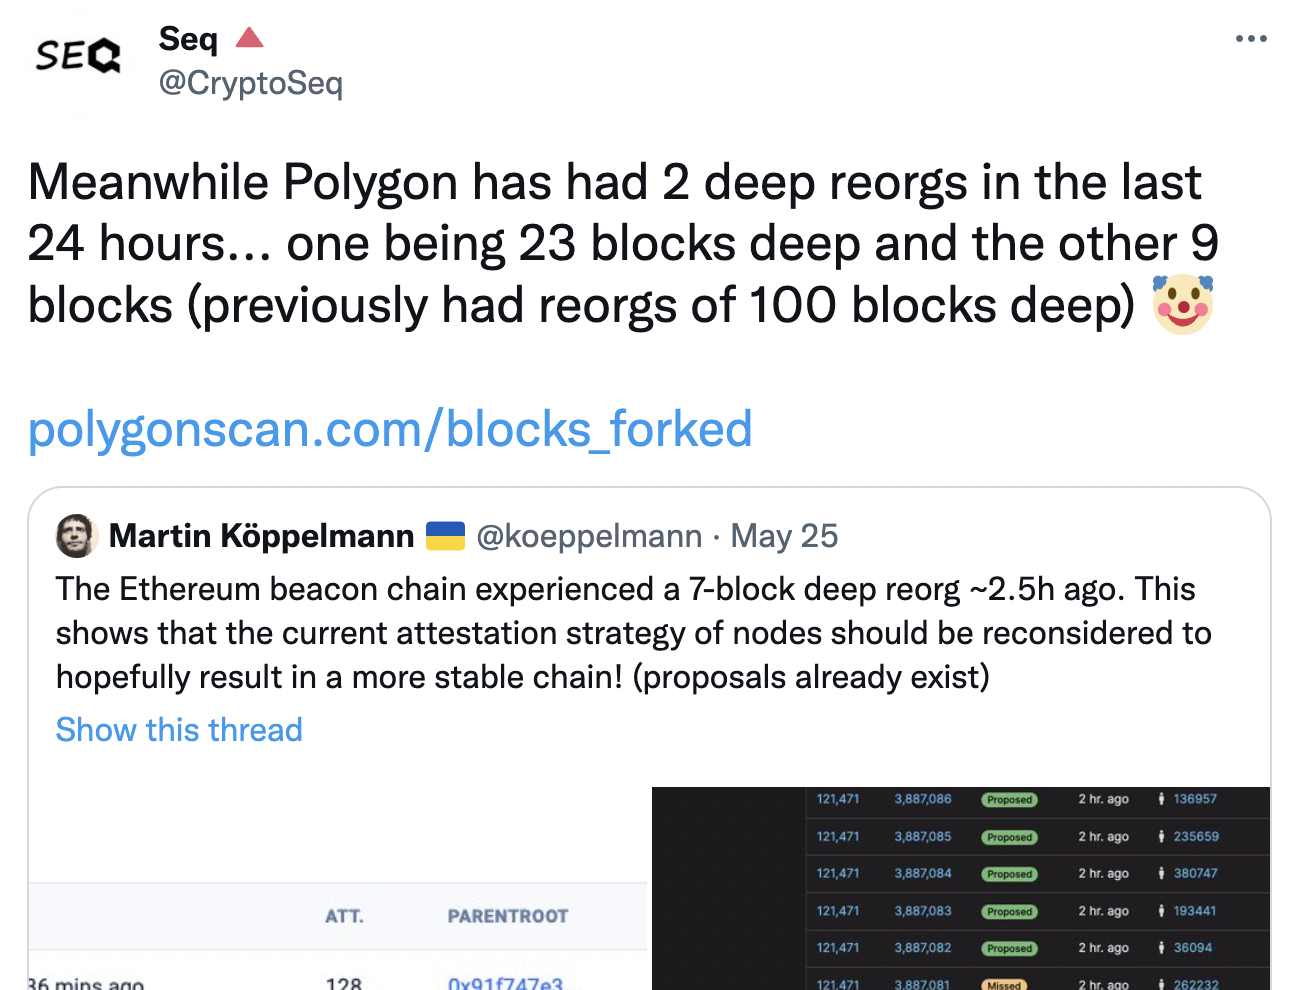 SEQ
Seq
@CryptoSeq
Meanwhile Polygon has had 2 deep reorgs in the last
24 hours... one being 23 blocks deep and the other 9
blocks (previously had reorgs of 100 blocks deep)
polygonscan.com/blocks_forked
Martin Köppelmann @koeppelmann · May 25
The Ethereum beacon chain experienced a 7-block deep reorg ~2.5h ago. This
shows that the current attestation strategy of nodes should be reconsidered to
hopefully result in a more stable chain! (proposals already exist)
Show this thread
ATT. PARENTROOT
36 mins ago 128 0x91f747e3
121,471 3,887,086 Proposed 2 hr. ago 136957
121,471 3,887,085 Proposed 2 hr. ago 235659
121,471 3,887,084 Proposed 2 hr. ago 380747
121,471 3,887,083 Proposed 2 hr. ago 193441
121,471 3,887,082 Proposed 2 hr. ago 36094
121,471 3,887,081 Missed 2 hr. ago 262232